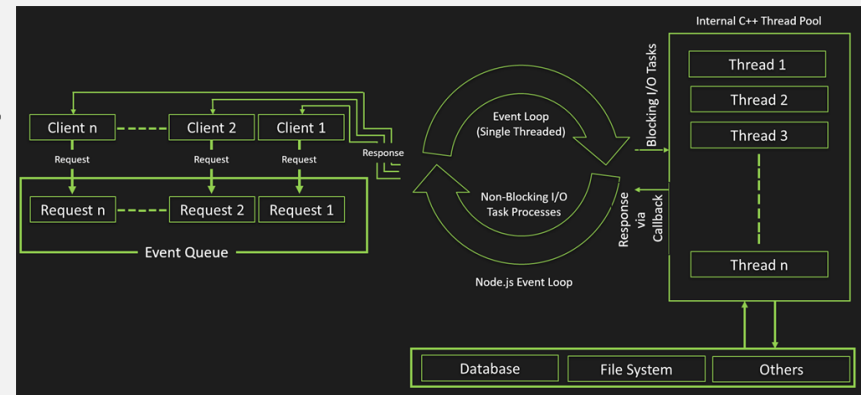 Internal C++ Thread Pool
Thread 1
Thread 2
Thread 3
Thread n
Blocking I/O Tasks
Response
via
Callback
Event Loop
(Single Threaded)
Non-Blocking I/O
Task Processes
Node.js Event Loop
Client n
Client 2
Client 1
Response
Request
Request
Request
Request n
Request 2
Request 1
Event Queue
Database
File System
Others